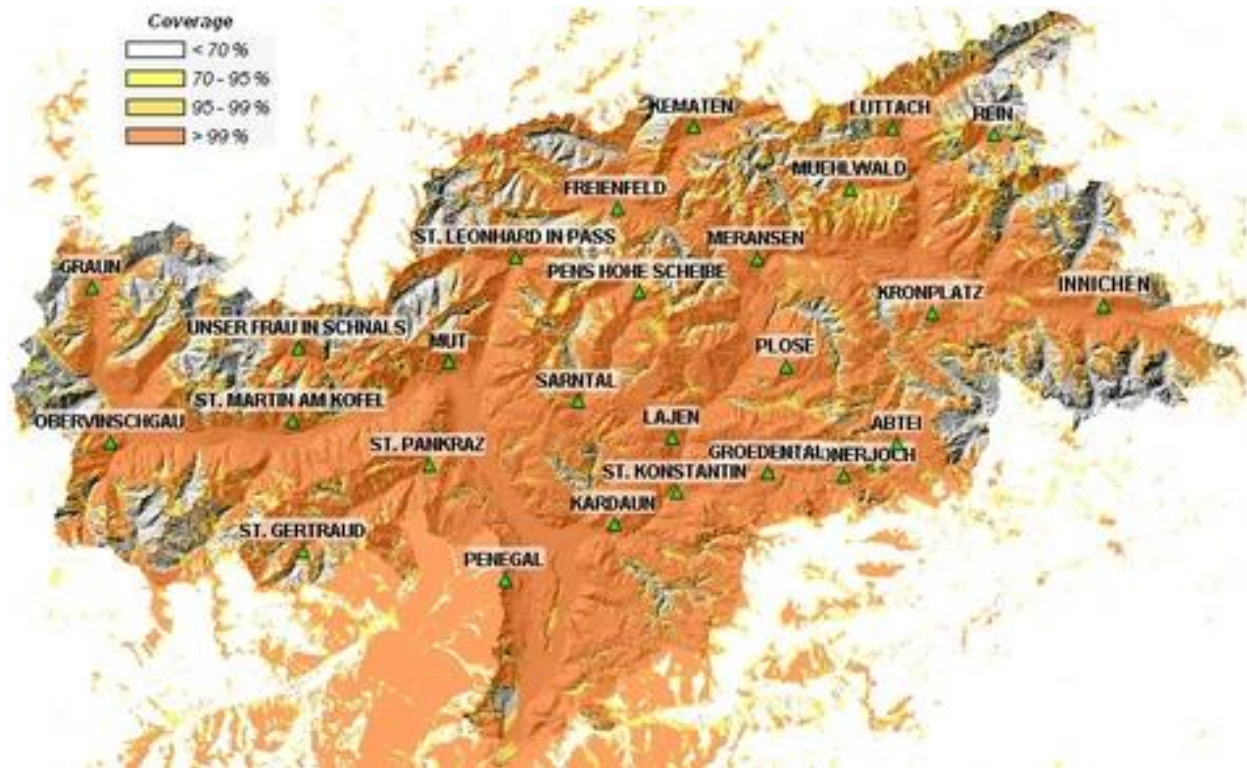 Coverage
< 70 %
70 - 95 %
95 - 99 %
> 99 %
KEMATEN
LUTTACH
REIN
MUEHLWALD
FREIENFELD
ST. LEONHARD IN PASS
MERANSEN
GRAUN
PENS HOHE SCHEIBE
INNICHEN
KRONPLATZ
UNSER FRAU IN SCHNALS
MUT
PLOSE
SARNTAL
ST. MARTIN AM KOFEL
OBERVINSCHGAU
LAJEN
ABTEI
ST. PANKRAZ
GROEDENTAL
ONERJOCH
ST. KONSTANTIN
KARDAUN
ST. GERTRAUD
PENEGAL